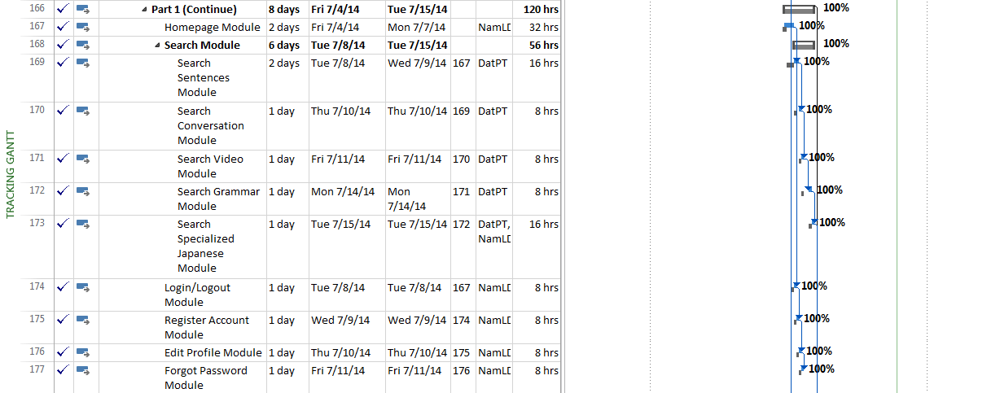 TRACKING GANTT
166 Part 1 (Continue) 8 days Fri 7/4/14 Tue 7/15/14 120 hrs 100%
167 Homepage Module 2 days Fri 7/4/14 Mon 7/7/14 NamLD 32 hrs 100%
168 Search Module 6 days Tue 7/8/14 Tue 7/15/14 56 hrs 100%
169 Search 2 days Tue 7/8/14 Wed 7/9/14 167 DatPT 16 hrs 100%
Sentences
Module
170 Search 1 day Thu 7/10/14 Thu 7/10/14 169 DatPT 8 hrs 100%
Conversation
Module
171 Search Video 1 day Fri 7/11/14 Fri 7/11/14 170 DatPT 8 hrs 100%
Module
172 Search Grammar 1 day Mon 7/14/14 Mon 171 DatPT 8 hrs 100%
Module 7/14/14
173 Search 1 day Tue 7/15/14 Tue 7/15/14 172 DatPT, 16 hrs 100%
Specialized NamLD
Japanese
Module
174 Login/Logout 1 day Tue 7/8/14 Tue 7/8/14 167 NamLD 8 hrs 100%
Module
175 Register Account 1 day Wed 7/9/14 Wed 7/9/14 174 NamLD 8 hrs 100%
Module
176 Edit Profile Module 1 day Thu 7/10/14 Thu 7/10/14 175 NamLD 8 hrs 100%
177 Forgot Password 1 day Fri 7/11/14 Fri 7/11/14 176 NamLD 8 hrs 100%
Module